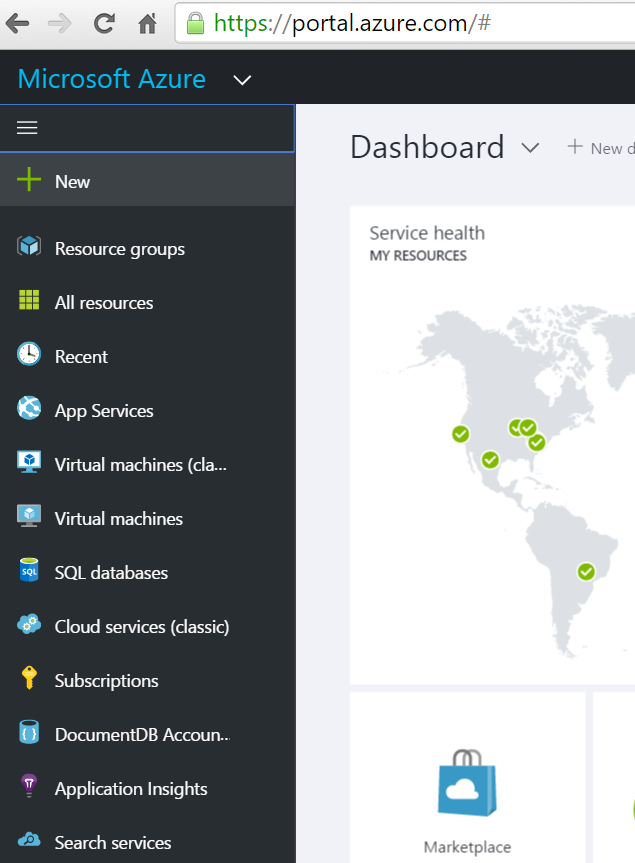 https://portal.azure.com/#
Microsoft Azure
Dashboard
+ New d
New
Service health
MY RESOURCES
Resource groups
All resources
Recent
App Services
Virtual machines (cla...
Virtual machines
SQL
SQL databases
Cloud services (classic)
Subscriptions
DocumentDB Accoun...
Application Insights
Search services
Marketplace